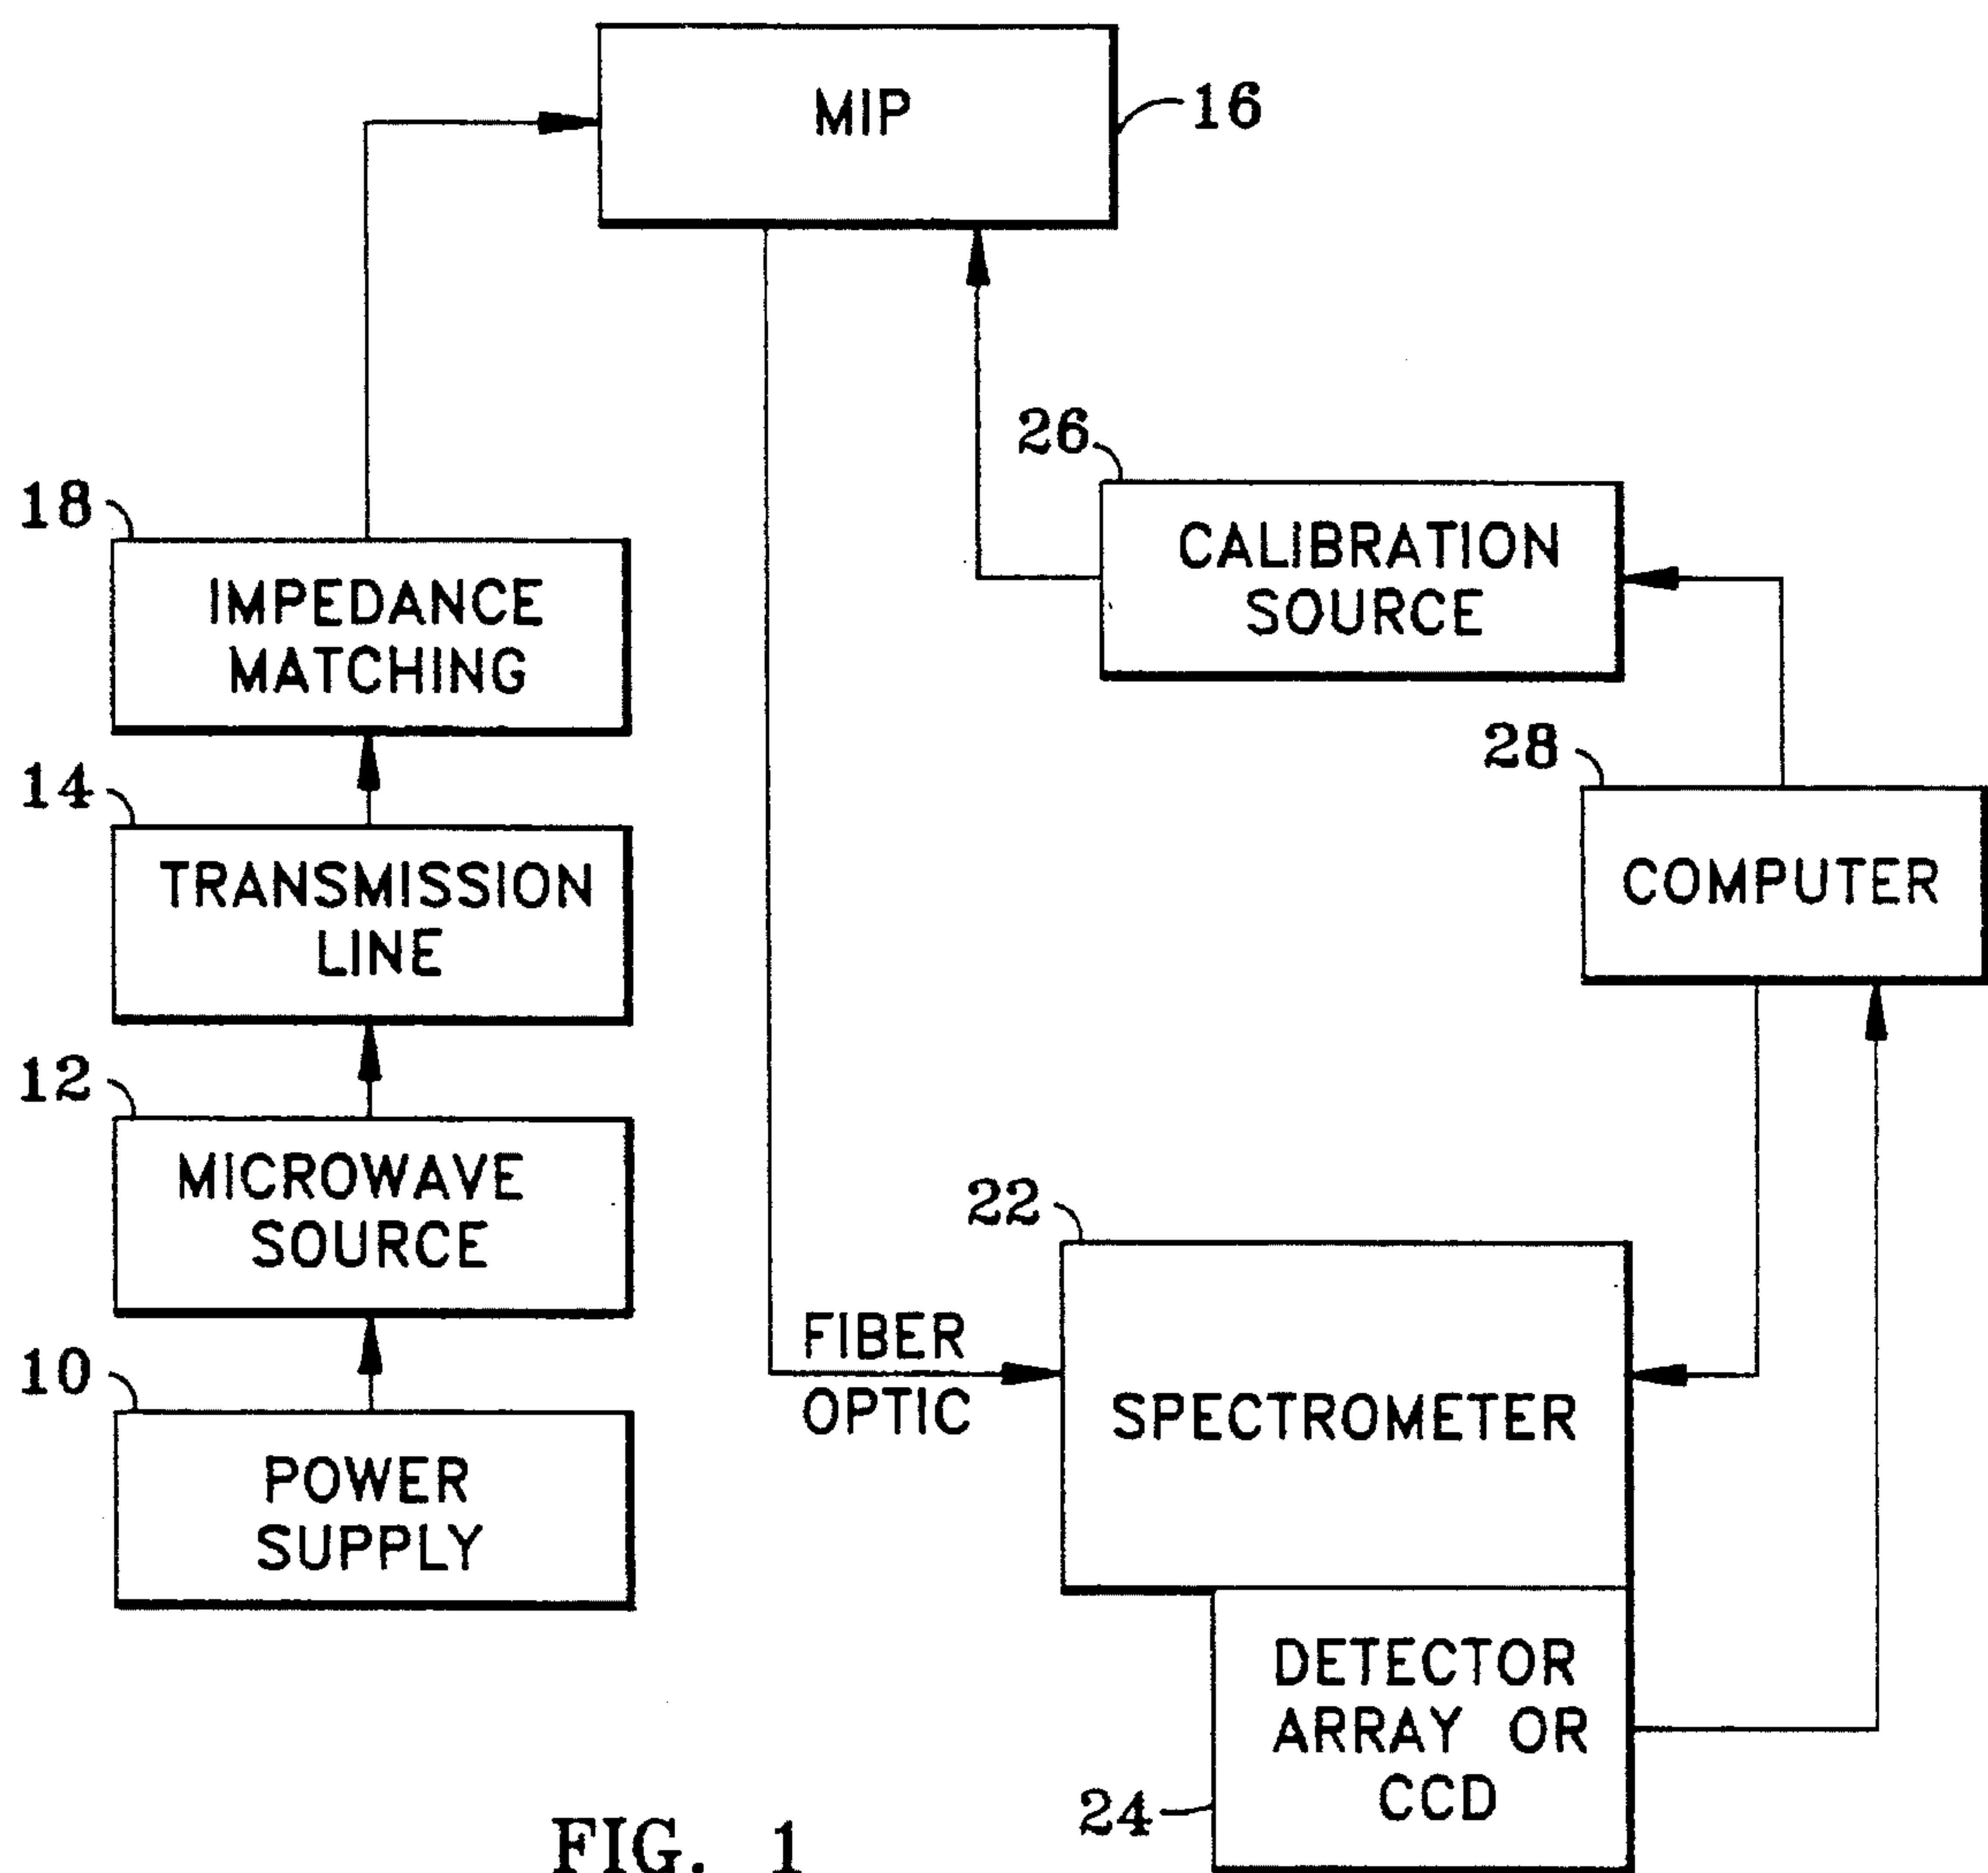 MIP
16
26
18
CALIBRATION
SOURCE
IMPEDANCE
MATCHING
28
14
COMPUTER
TRANSMISSION
LINE
12
MICROWAVE
SOURCE
22
FIBER
OPTIC
10
SPECTROMETER
POWER
SUPPLY
DETECTOR
ARRAY OR
CCD
24
FIG. 1